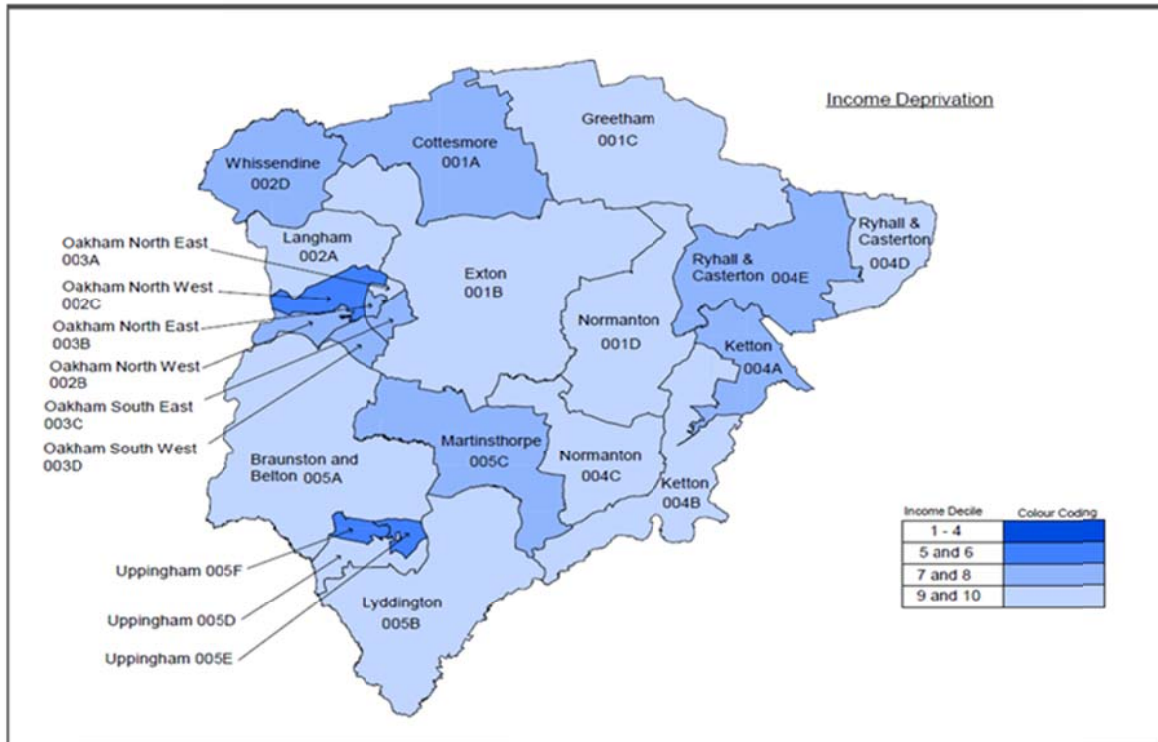 Income Deprivation
Greetham
001C
Cottesmore
001A
Whissendine
002D
Ryhall &
Casterton
004D
Oakham North East
003A
Langham
002A
Ryhall &
Casterton 004E
Exton
001B
Oakham North West
002C
Normanton
001D
Oakham North East
003B
Ketton
004A
Oakham North West
002B
Oakham South East
003C
Oakham South West
003D
Martinsthorpe
005C
Normanton
004C
Braunston and
Belton 005A
Ketton
004B
Income Decile Colour Coding
1 - 4
5 and 6
7 and 8
9 and 10
Uppingham 005F
Lyddington
005B
Uppingham 005D
Uppingham 005E